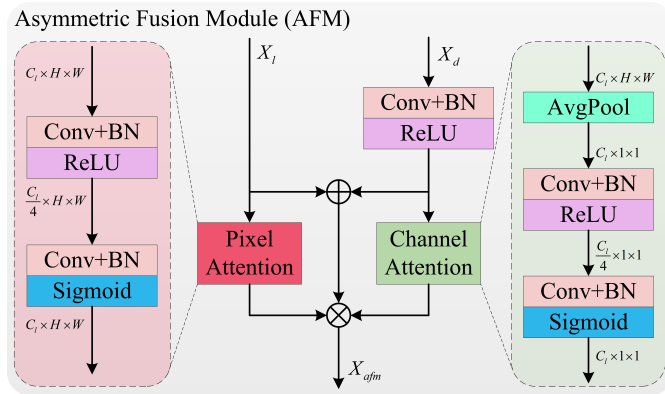 Asymmetric Fusion Module (AFM)
C_l × H × W
Conv+BN
ReLU
C_l/4 × H × W
Conv+BN
Sigmoid
C_l × H × W
X_l
X_d
Conv+BN
ReLU
Pixel
Attention
Channel
Attention
X_afm
C_l × H × W
AvgPool
C_l × 1 × 1
Conv+BN
ReLU
C_l/4 × 1 × 1
Conv+BN
Sigmoid
C_l × 1 × 1